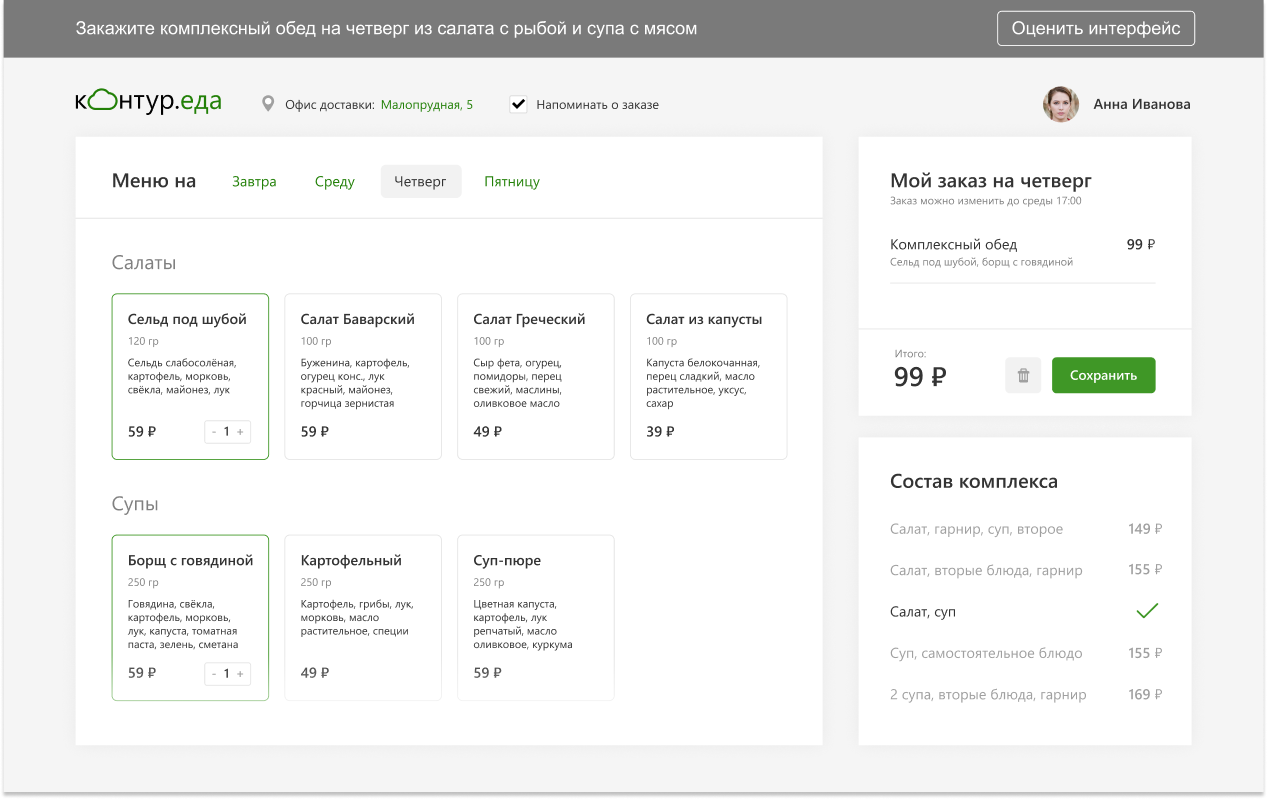 Закажите комплексный обед на четверг из салата с рыбой и супа с мясом
Оценить интерфейс
контур.еда
Офис доставки: Малопрудная, 5
Напоминать о заказе
Анна Иванова
Меню на
Завтра
Среду
Четверг
Пятницу
Салаты
Сельд под шубой
120 гр
Сельдь слабосолёная,
картофель, морковь,
свёкла, майонез, лук
59 ₽
- 1 +
Салат Баварский
100 гр
Буженина, картофель,
огурец конс., лук
красный, майонез,
горчица зернистая
59 ₽
Салат Греческий
100 гр
Сыр фета, огурец,
помидоры, перец
свежий, маслины,
оливковое масло
49 ₽
Салат из капусты
100 гр
Капуста белокочанная,
перец сладкий, масло
растительное, уксус,
сахар
39 ₽
Супы
Борщ с говядиной
250 гр
Говядина, свёкла,
картофель, морковь,
лук, капуста, томатная
паста, зелень, сметана
59 ₽
- 1 +
Картофельный
250 гр
Картофель, грибы, лук,
морковь, масло
растительное, специи
49 ₽
Суп-пюре
250 гр
Цветная капуста,
картофель, лук
репчатый, масло
оливковое, куркума
59 ₽
Мой заказ на четверг
Заказ можно изменить до среды 17:00
Комплексный обед 99 ₽
Сельд под шубой, борщ с говядиной
Итого:
99 ₽
Сохранить
Состав комплекса
Салат, гарнир, суп, второе 149 ₽
Салат, вторые блюда, гарнир 155 ₽
Салат, суп
Суп, самостоятельное блюдо 155 ₽
2 супа, вторые блюда, гарнир 169 ₽